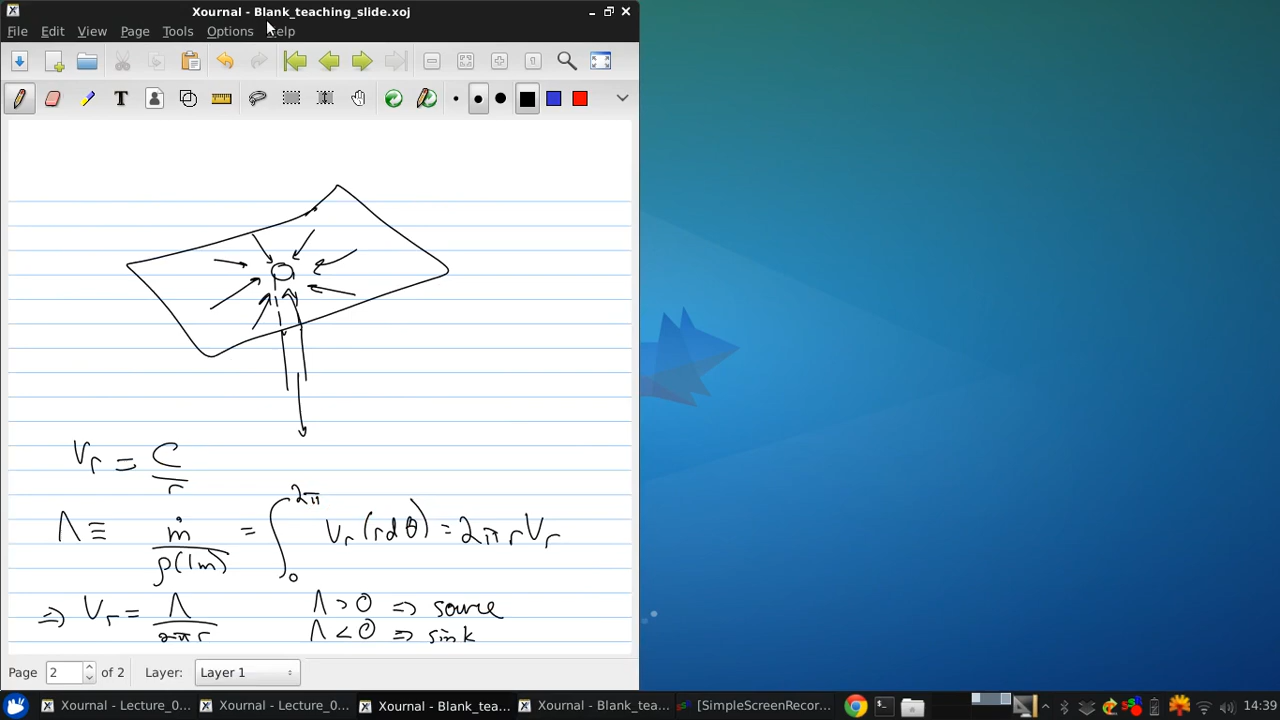 Xournal - Blank_teaching_slide.xoj
File Edit View Page Tools Options Help
V_r = C/r
Λ ≡ ṁ/ρ(1m) = ∫₀^2π V_r (r dθ) = 2π r V_r
⇒ V_r = Λ/2πr
Λ > 0 ⇒ source
Λ < 0 ⇒ sink
Page 2 of 2 Layer: Layer 1
Xournal - Lecture_0... Xournal - Lecture_0... Xournal - Blank_tea... Xournal - Blank_tea... [SimpleScreenRecor... 14:39